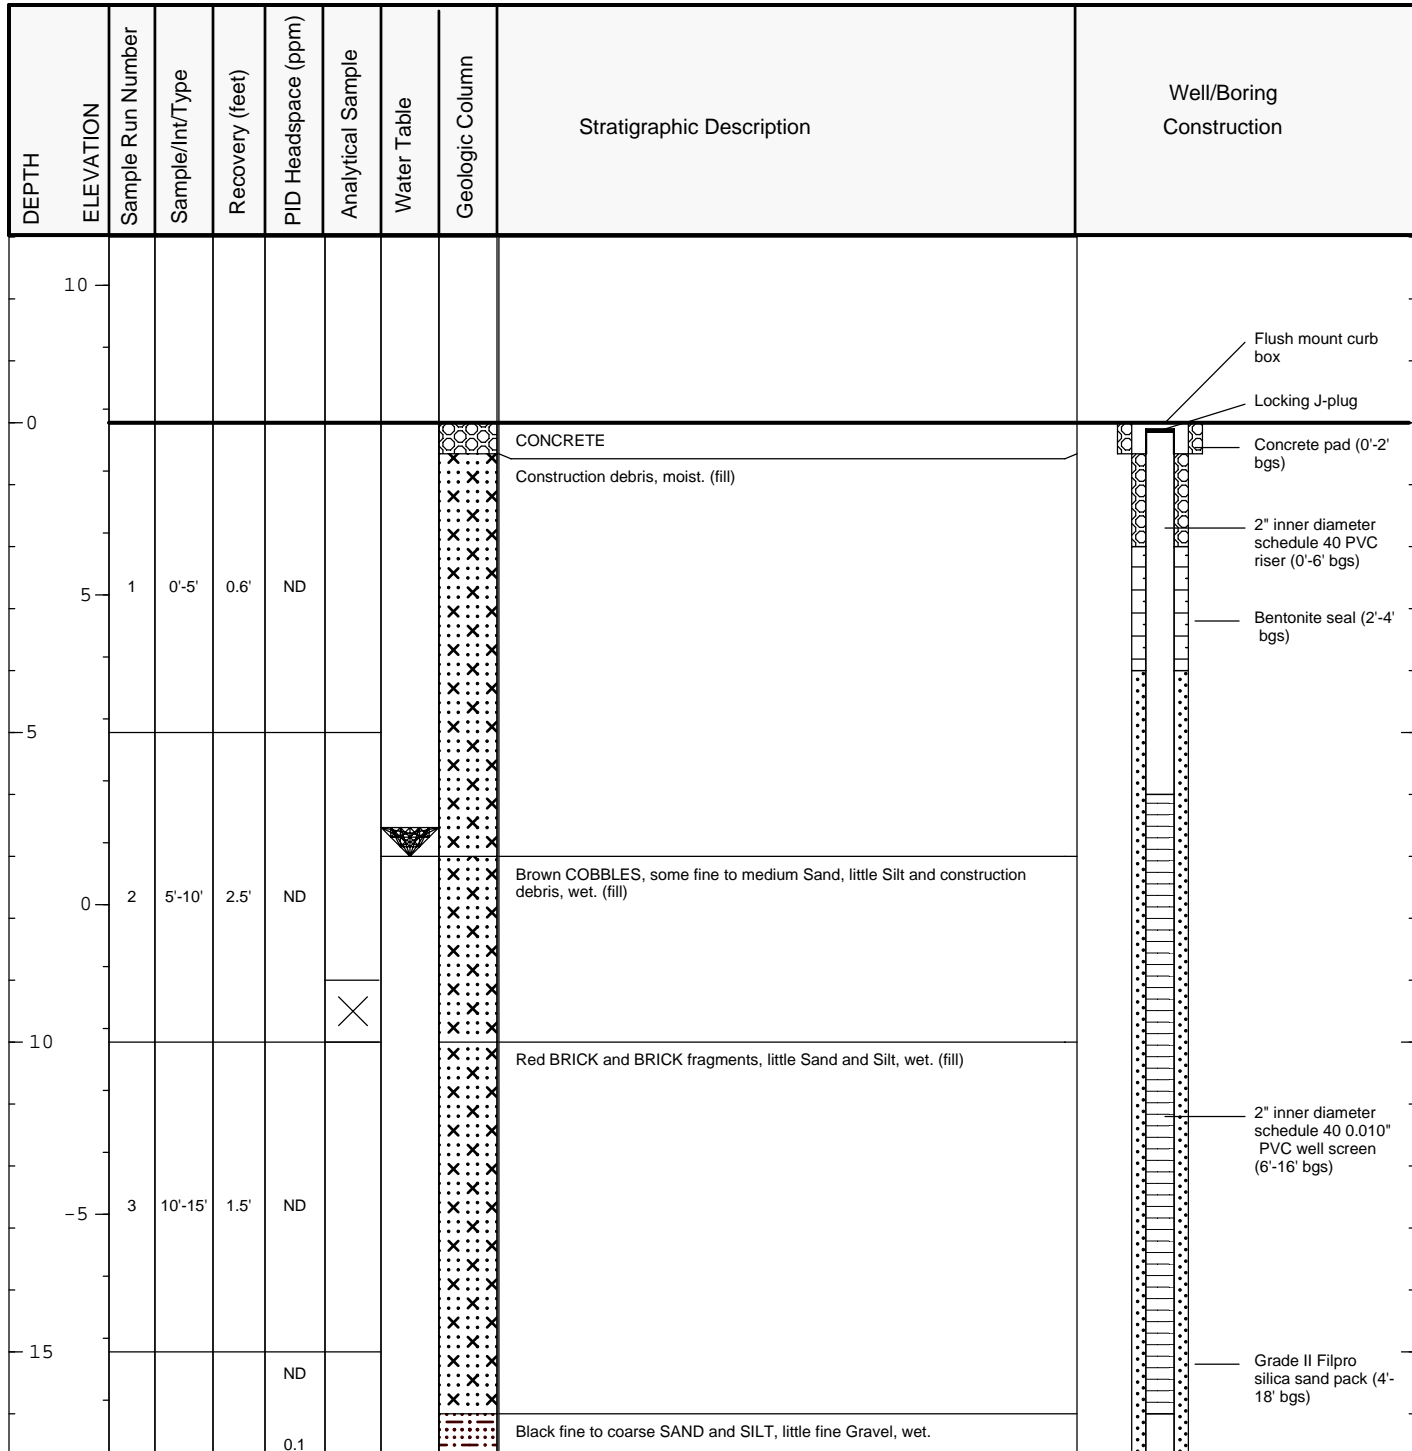 DEPTH
ELEVATION
Sample Run Number
Sample/Int/Type
Recovery (feet)
PID Headspace (ppm)
Analytical Sample
Water Table
Geologic Column
Stratigraphic Description
Well/Boring
Construction
10
Flush mount curb
box
Locking J-plug
0
CONCRETE
Concrete pad (0'-2'
bgs)
Construction debris, moist. (fill)
2" inner diameter
schedule 40 PVC
riser (0'-6' bgs)
5
1
0'-5'
0.6'
ND
Bentonite seal (2'-4'
bgs)
5
Brown COBBLES, some fine to medium Sand, little Silt and construction
debris, wet. (fill)
0
2
5'-10'
2.5'
ND
10
Red BRICK and BRICK fragments, little Sand and Silt, wet. (fill)
2" inner diameter
schedule 40 0.010"
PVC well screen
(6'-16' bgs)
-5
3
10'-15'
1.5'
ND
15
ND
Grade II Filpro
silica sand pack (4'-
18' bgs)
Black fine to coarse SAND and SILT, little fine Gravel, wet.
0.1